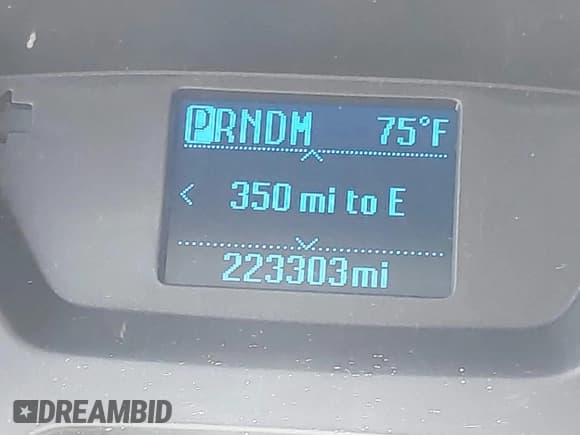 PRNDM 75°F
350 mi to E
223303mi
DREAMBID